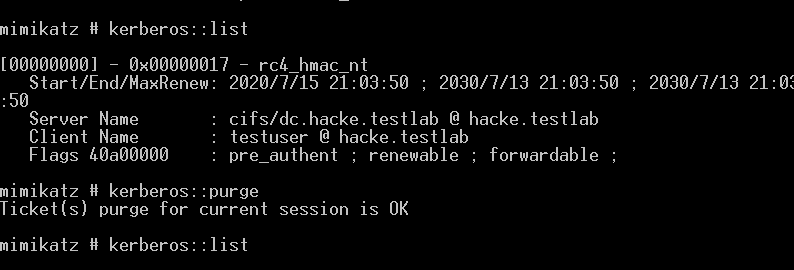 mimikatz # kerberos::list
[00000000] - 0x00000017 - rc4_hmac_nt
Start/End/MaxRenew: 2020/7/15 21:03:50 ; 2030/7/13 21:03:50 ; 2030/7/13 21:03
:50
Server Name : cifs/dc.hacke.testlab @ hacke.testlab
Client Name : testuser @ hacke.testlab
Flags 40a00000 : pre_authent ; renewable ; forwardable ;
mimikatz # kerberos::purge
Ticket(s) purge for current session is OK
mimikatz # kerberos::list